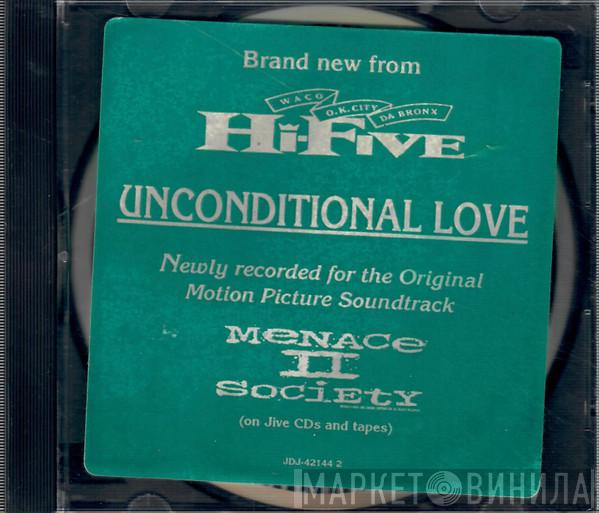 Brand new from
WACO
O.K. CITY
DA BRONX
Hi-FiVE
UNCONDITIONAL LOVE
Newly recorded for the Original
Motion Picture Soundtrack
MeNACe
II
Society
(on Jive CDs and tapes)
JDJ-42144 2
МАРКЕТ ВИНИЛА